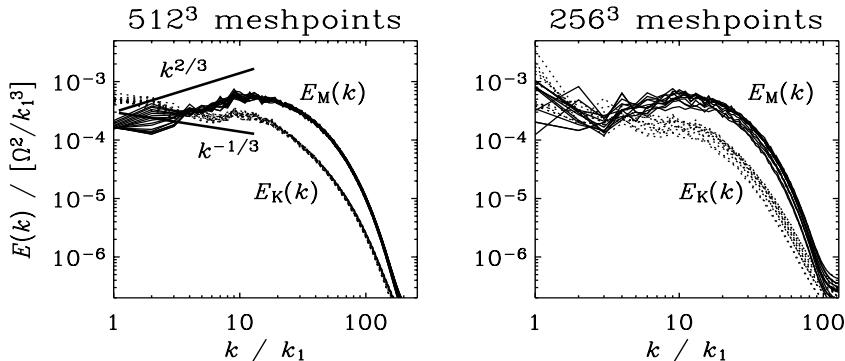 512³ meshpoints
256³ meshpoints
E(k) / [Ω²/k₁³]
10⁻³
10⁻⁴
10⁻⁵
10⁻⁶
k^{2/3}
k^{-1/3}
E_M(k)
E_K(k)
1
10
100
k / k₁
10⁻³
10⁻⁴
10⁻⁵
10⁻⁶
E_M(k)
E_K(k)
1
10
100
k / k₁